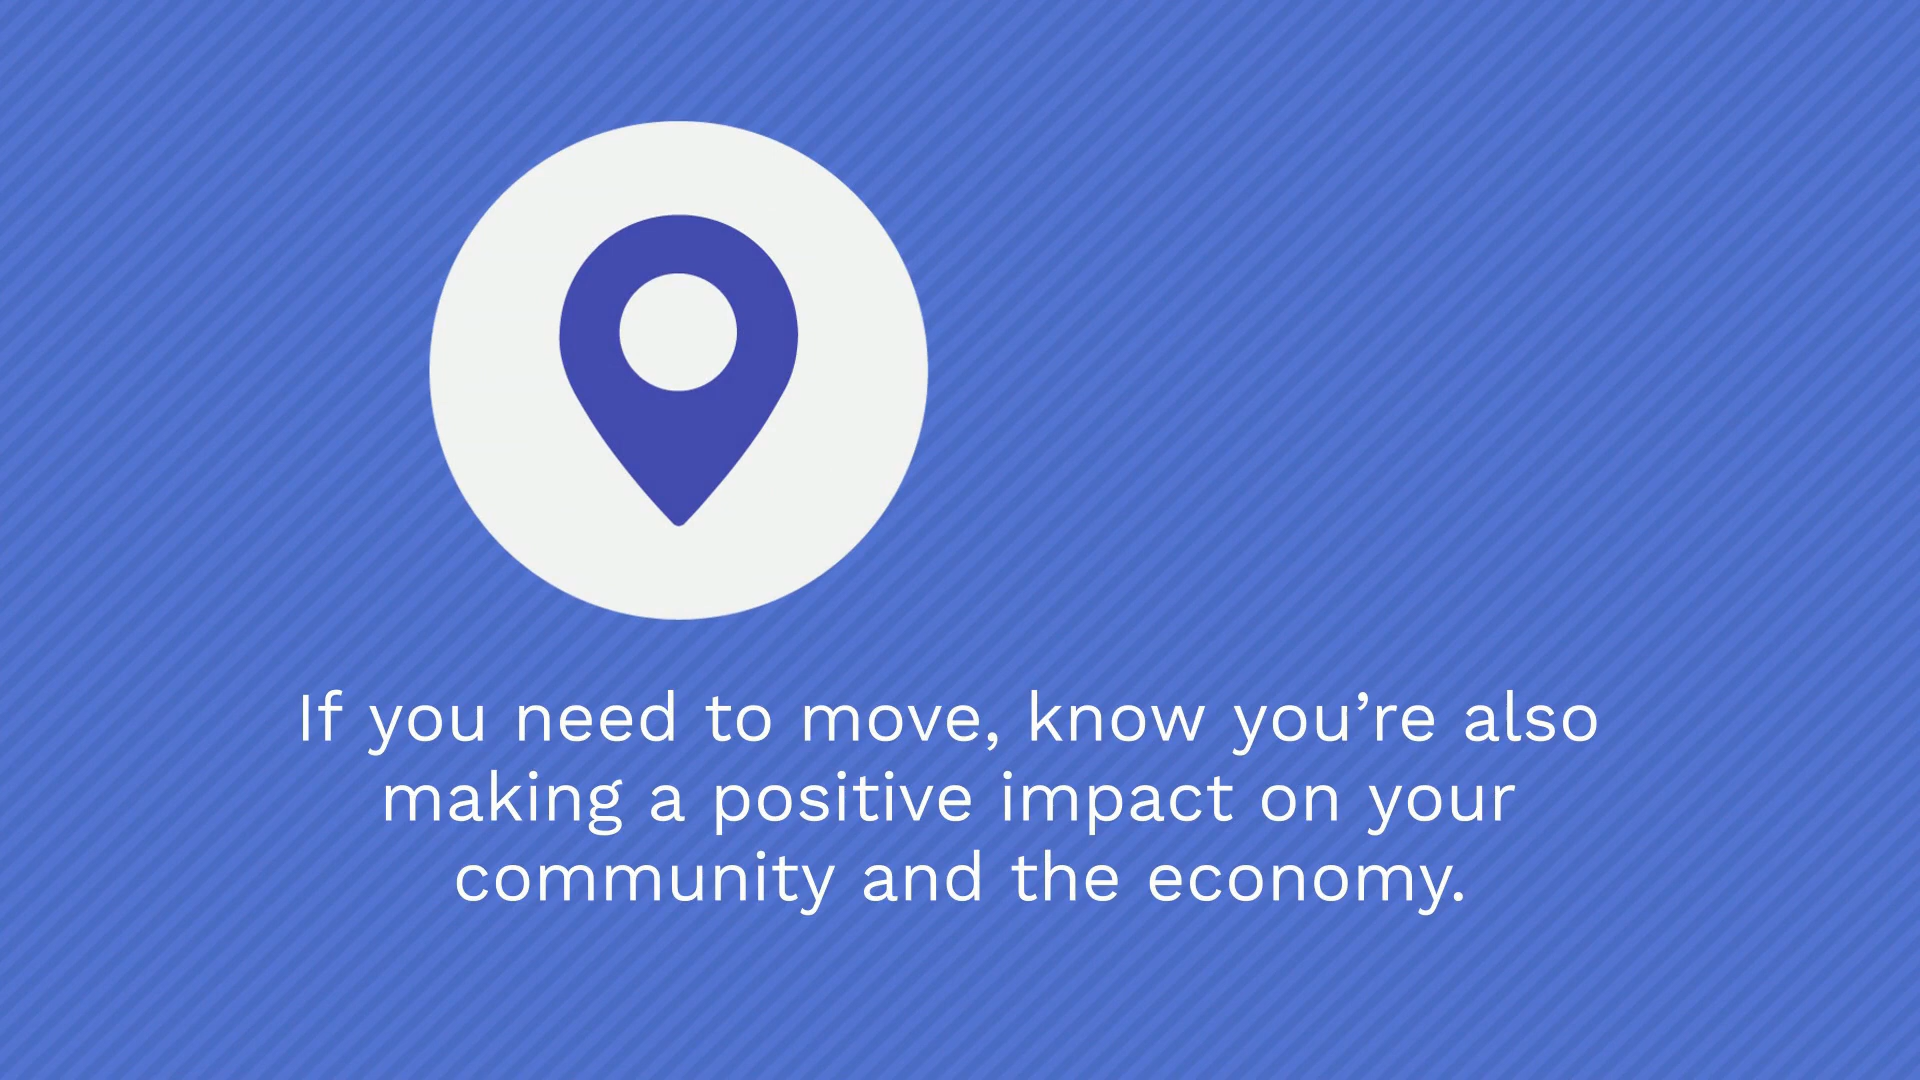 If you need to move, know you’re also
making a positive impact on your
community and the economy.